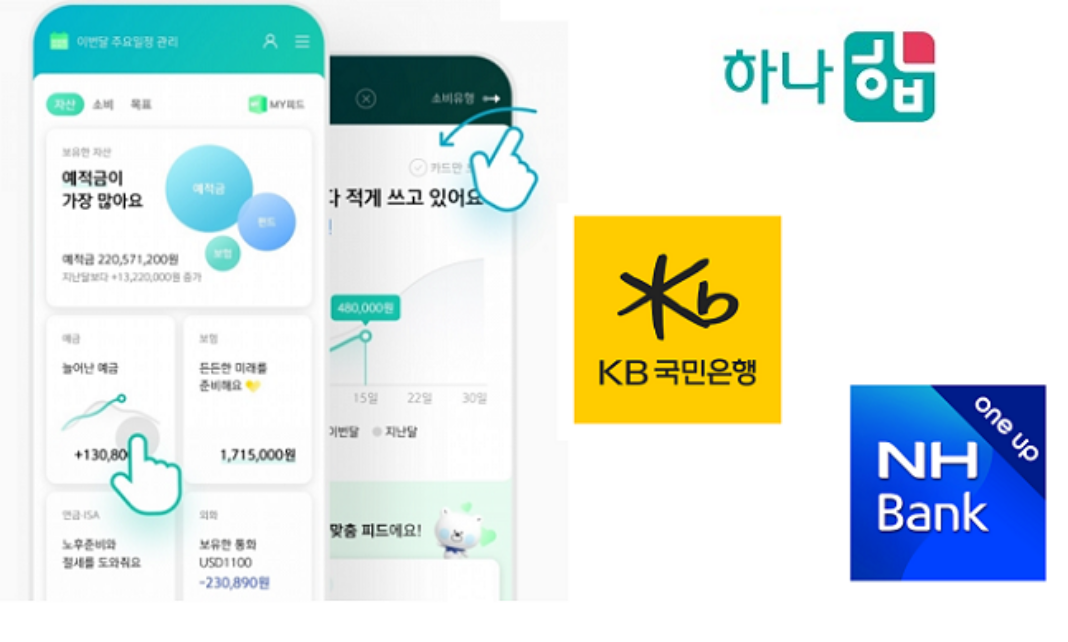 이번달 주요일정 관리
자산 소비 목표 MY피드
보유한 자산
예적금이
가장 많아요
예적금
펀드
보험
예적금 220,571,200원
지난달보다 +13,220,000원 증가
예금
늘어난 예금
+130,80
보험
든든한 미래를
준비해요
1,715,000원
연금·ISA
노후준비와
절세를 도와줘요
외화
보유한 통화
USD1100
-230,890원
소비유형
카드만
다 적게 쓰고 있어요
480,000원
15일 22일 30일
이번달 지난달
맞춤 피드에요!
하나 합
Kb
KB 국민은행
one up
NH
Bank